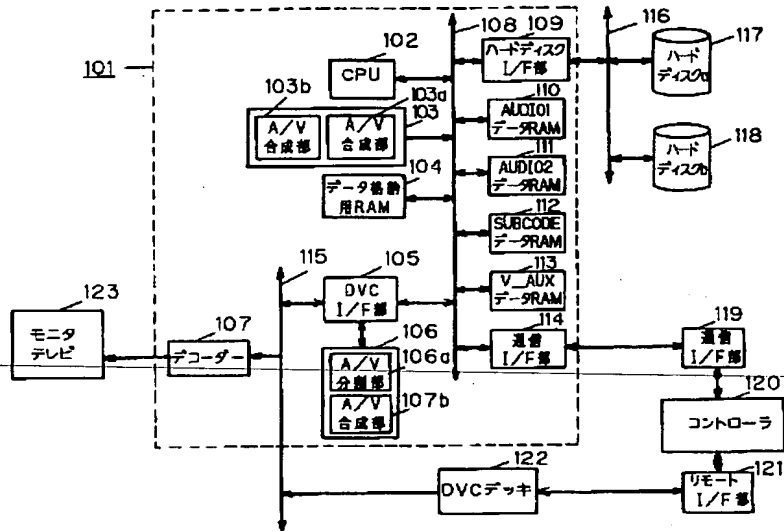 101
102
CPU
108
109
ハードディスク
I/F部
116
117
ハード
ディスクa
103b
103a
103
A/V
合成部
A/V
合成部
110
AUDIO1
データRAM
118
ハード
ディスクb
104
データ格納
用RAM
111
AUDIO2
データRAM
112
SUBCODE
データRAM
115
105
DVC
I/F部
113
V_AUX
データRAM
123
モニタ
テレビ
107
デコーダー
106
A/V
分割部
106a
A/V
合成部
107b
114
通信
I/F部
119
通信
I/F部
120
コントローラ
122
DVCデッキ
121
リモート
I/F部